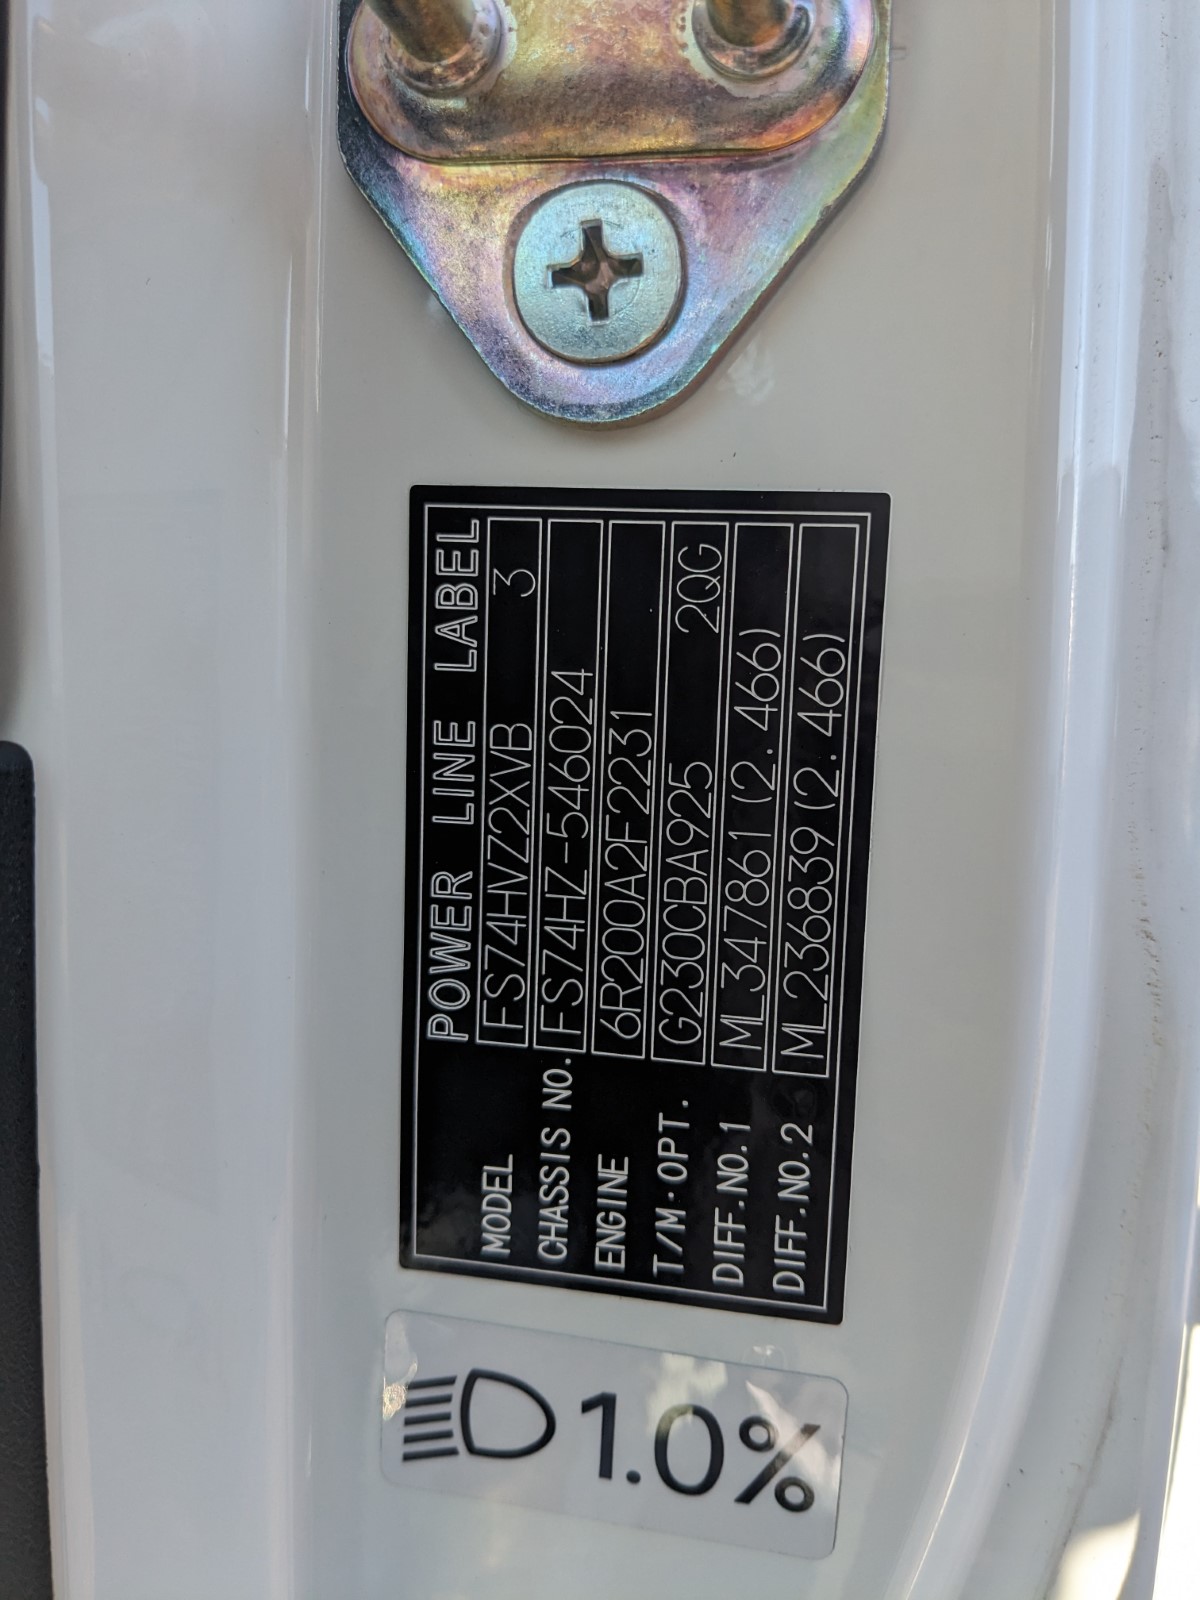 POWER LINE LABEL
MODEL FS74HVZ2XVB 3
CHASSIS NO. FS74HZ-546024
ENGINE 6R200A2F2231
T/M·OPT. G230CBA925 2QG
DIFF.NO.1 ML347861(2.466)
DIFF.NO.2 ML236839(2.466)
1.0%